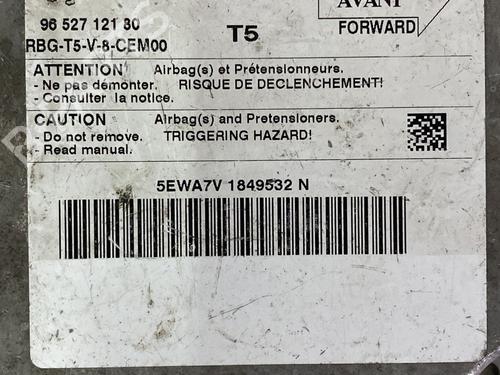 AVANT
FORWARD
96 527 121 80
T5
RBG-T5-V-8-CEM00
ATTENTION Airbag(s) et Prétensionneurs.
- Ne pas démonter. RISQUE DE DECLENCHEMENT!
- Consulter la notice.
CAUTION Airbag(s) and Pretensioners.
- Do not remove. TRIGGERING HAZARD!
- Read manual.
5EWA7V 1849532 N